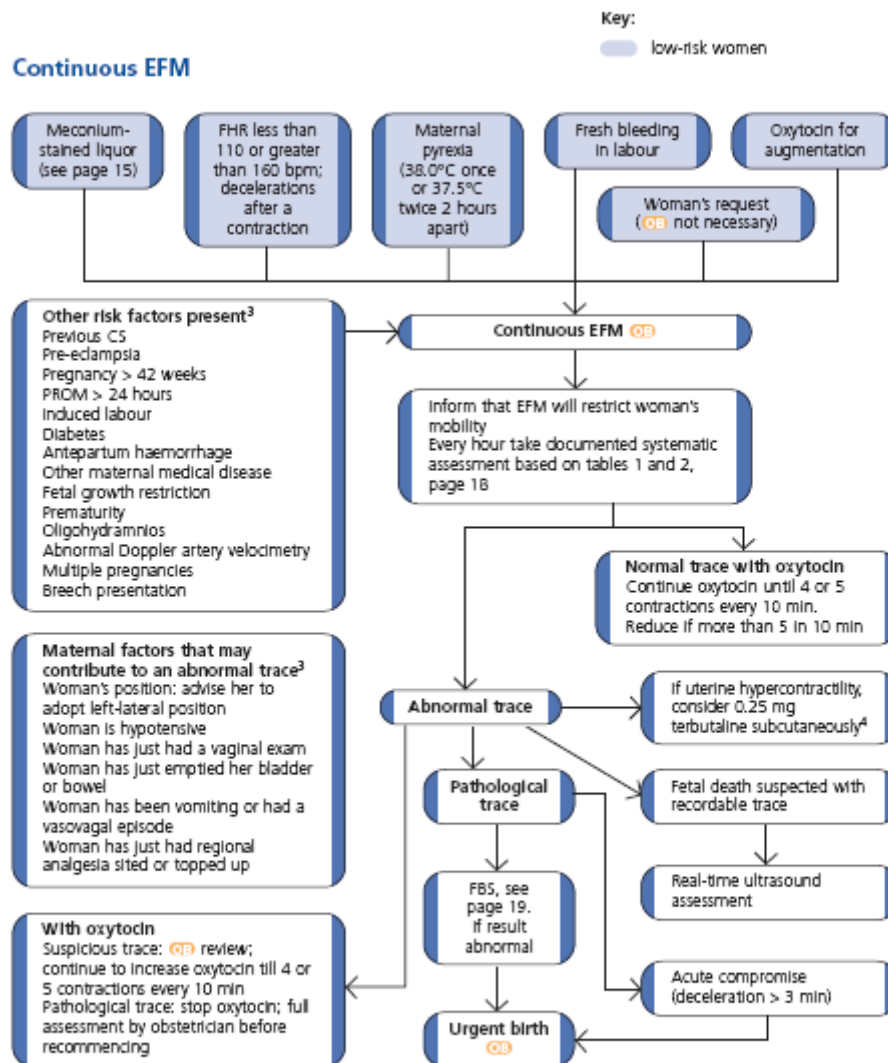 Key:
low-risk women
Continuous EFM
Meconium-
stained liquor
(see page 15)
FHR less than
110 or greater
than 160 bpm;
decelerations
after a
contraction
Maternal
pyrexia
(38.0°C once
or 37.5°C
twice 2 hours
apart)
Fresh bleeding
in labour
Oxytocin for
augmentation
Woman's request
(OB not necessary)
Other risk factors present3
Previous CS
Pre-eclampsia
Pregnancy > 42 weeks
PROM > 24 hours
Induced labour
Diabetes
Antepartum haemorrhage
Other maternal medical disease
Fetal growth restriction
Prematurity
Oligohydramnios
Abnormal Doppler artery velocimetry
Multiple pregnancies
Breech presentation
Continuous EFM OB
Inform that EFM will restrict woman's
mobility
Every hour take documented systematic
assessment based on tables 1 and 2,
page 18
Normal trace with oxytocin
Continue oxytocin until 4 or 5
contractions every 10 min.
Reduce if more than 5 in 10 min
Maternal factors that may
contribute to an abnormal trace3
Woman's position: advise her to
adopt left-lateral position
Woman is hypotensive
Woman has just had a vaginal exam
Woman has just emptied her bladder
or bowel
Woman has been vomiting or had a
vasovagal episode
Woman has just had regional
analgesia sited or topped up
Abnormal trace
If uterine hypercontractility,
consider 0.25 mg
terbutaline subcutaneously4
Pathological
trace
Fetal death suspected with
recordable trace
FBS, see
page 19.
If result
abnormal
Real-time ultrasound
assessment
With oxytocin
Suspicious trace: OB review;
continue to increase oxytocin till 4 or
5 contractions every 10 min
Pathological trace: stop oxytocin; full
assessment by obstetrician before
recommencing
Acute compromise
(deceleration > 3 min)
Urgent birth
OB